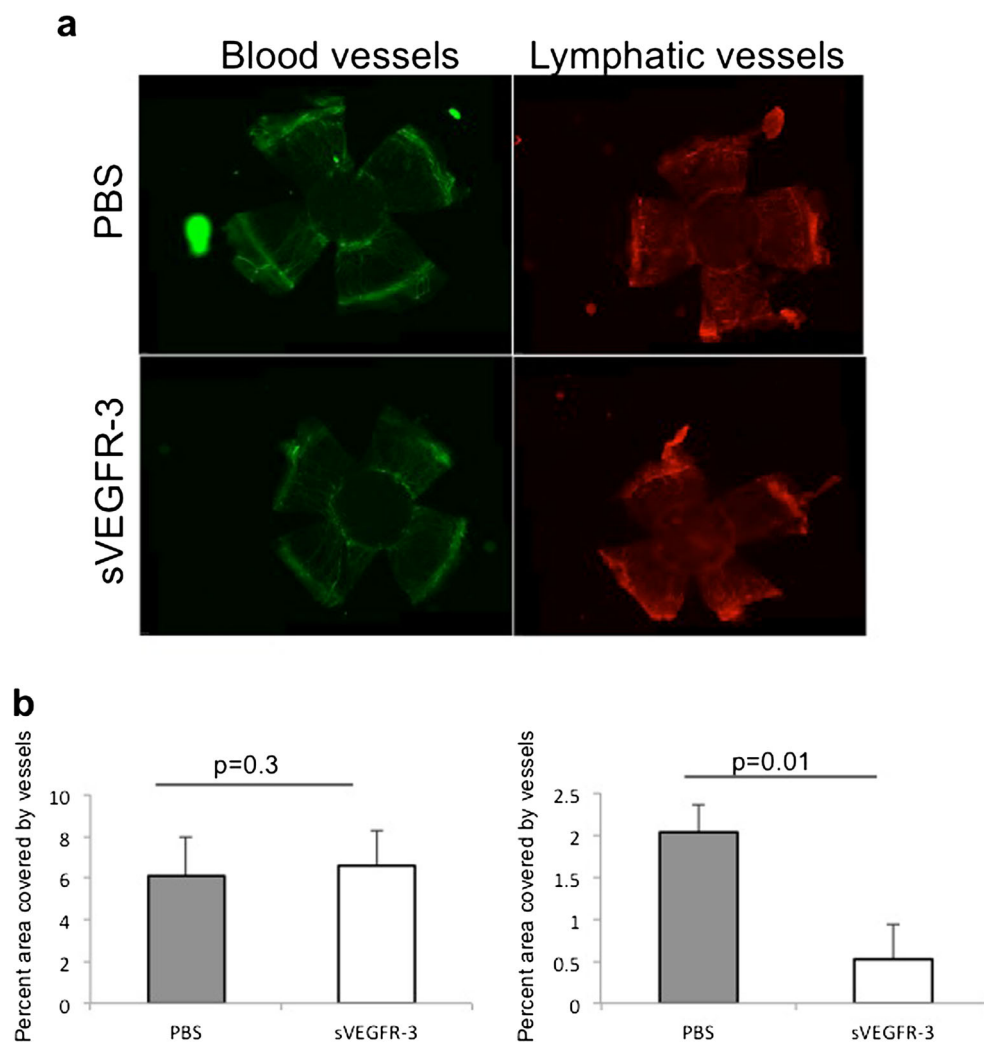 a
Blood vessels
Lymphatic vessels
PBS
sVEGFR-3
b
Percent area covered by vessels
p=0.3
10
8
6
4
2
0
PBS
sVEGFR-3
Percent area covered by vessels
p=0.01
2.5
2
1.5
1
0.5
0
PBS
sVEGFR-3